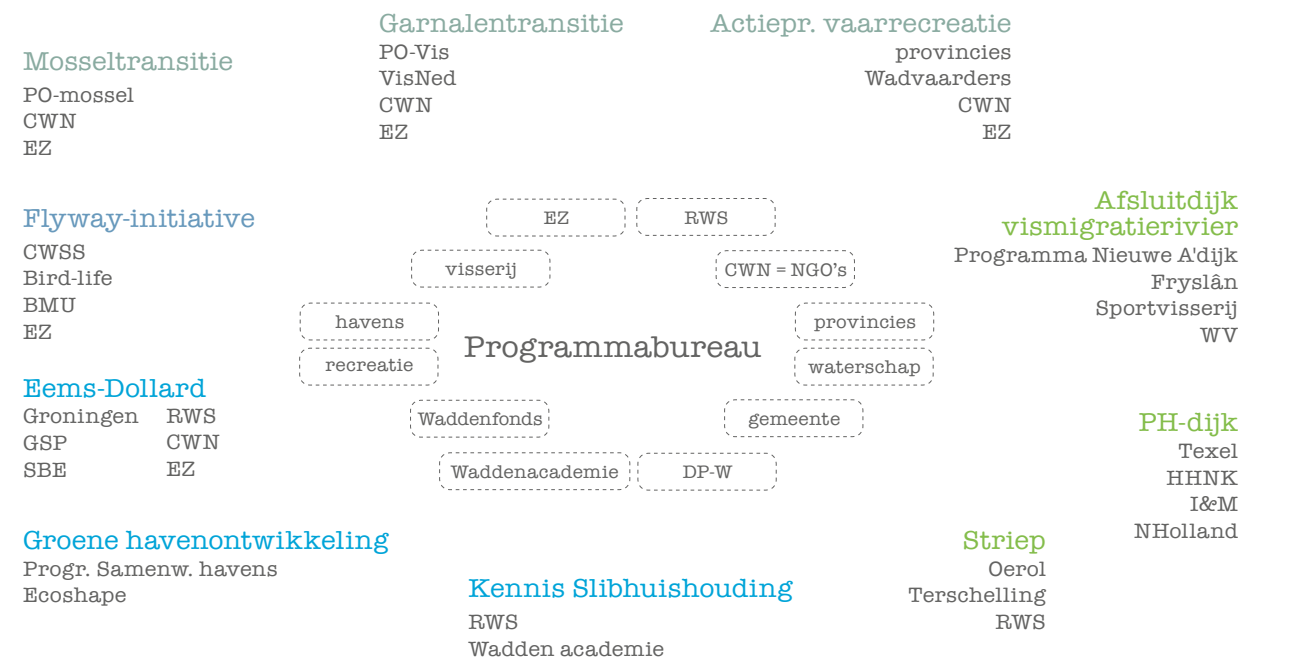 Garnalentransitie
PO-Vis
VisNed
CWN
EZ
Actiepr. vaarrecreatie
provincies
Wadvaarders
CWN
EZ
Mosseltransitie
PO-mossel
CWN
EZ
Flyway-initiative
CWSS
Bird-life
BMU
EZ
EZ
RWS
visserij
CWN = NGO's
havens
provincies
Programmabureau
recreatie
waterschap
Waddenfonds
gemeente
Waddenacademie
DP-W
Afsluitdijk
vismigratierivier
Programma Nieuwe A'dijk
Fryslân
Sportvisserij
WV
Eems-Dollard
Groningen RWS
GSP CWN
SBE EZ
PH-dijk
Texel
HHNK
I&M
NHolland
Groene havenontwikkeling
Progr. Samenw. havens
Ecoshape
Kennis Slibhuishouding
RWS
Wadden academie
Striep
Oerol
Terschelling
RWS